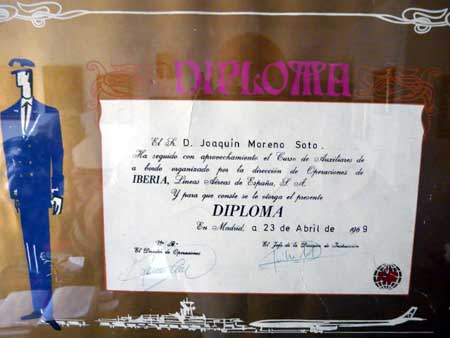 DIPLOMA
El S. D. Joaquín Moreno Soto.
Ha seguido con aprovechamiento el Curso de Auxiliares de
a bordo organizado por la dirección de Operaciones de
IBERIA, Líneas Aéreas de España, S. A.
Y para que conste se le otorga el presente
DIPLOMA
En Madrid, a 23 de Abril de 1969
El Director de Operaciones
El Jefe de la División de Instrucción